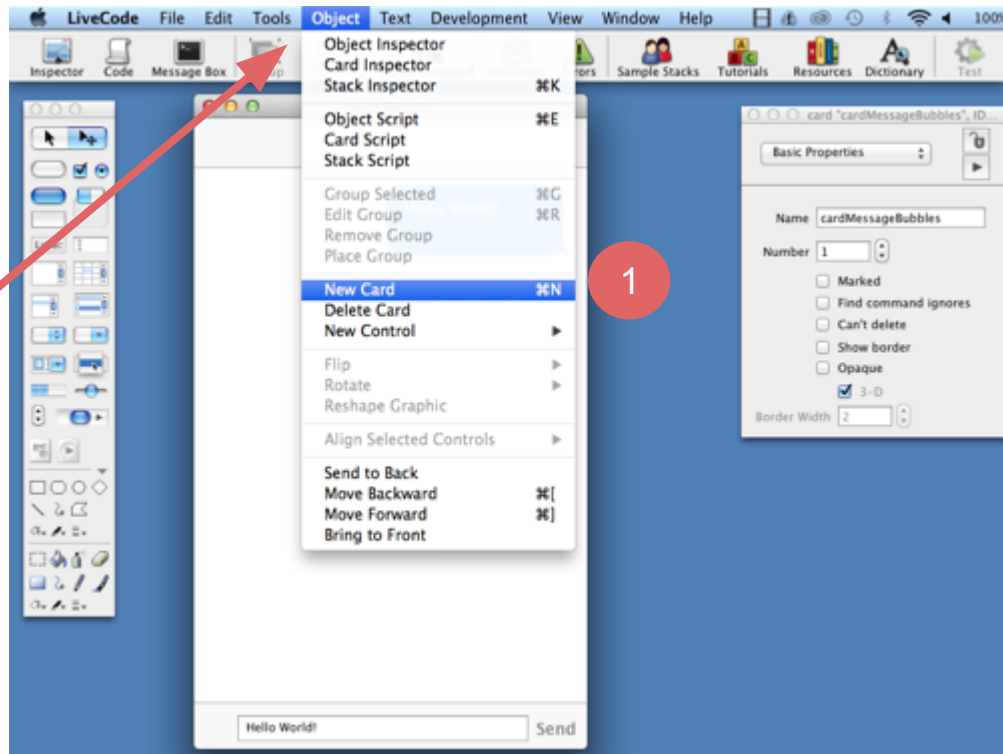 LiveCode File Edit Tools Object Text Development View Window Help 100%
Inspector Code Message Box Errors Sample Stacks Tutorials Resources Dictionary Test
Object Inspector
Card Inspector
Stack Inspector ⌘K
Object Script ⌘E
Card Script
Stack Script
Group Selected ⌘G
Edit Group ⌘R
Remove Group
Place Group
New Card ⌘N
Delete Card
New Control
Flip
Rotate
Reshape Graphic
Align Selected Controls
Send to Back
Move Backward ⌘[
Move Forward ⌘]
Bring to Front
1
card "cardMessageBubbles", ID...
Basic Properties
Name cardMessageBubbles
Number 1
Marked
Find command ignores
Can't delete
Show border
Opaque
3-D
Border Width 2
Hello World! Send